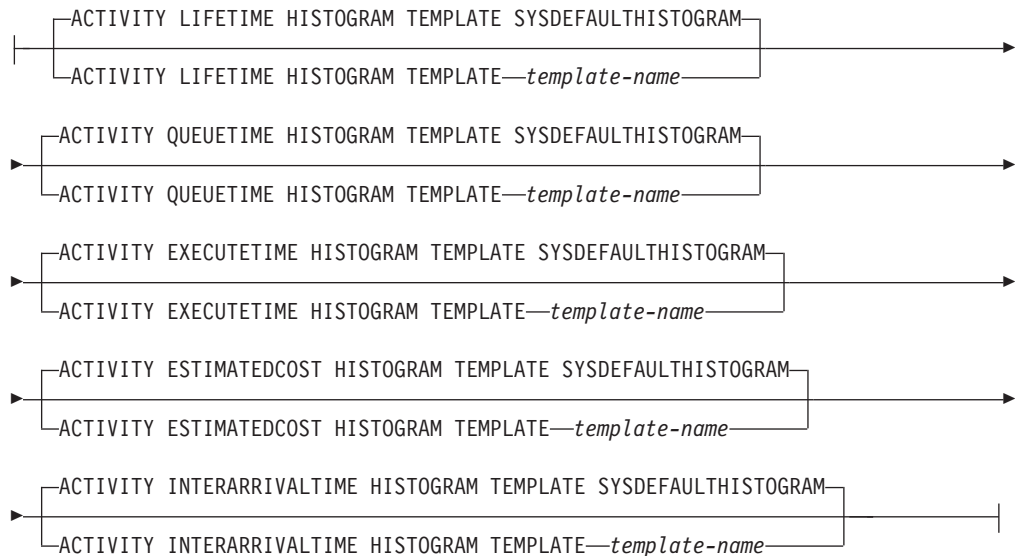 ACTIVITY LIFETIME HISTOGRAM TEMPLATE SYSDEFAULTHISTOGRAM
ACTIVITY LIFETIME HISTOGRAM TEMPLATE template-name
ACTIVITY QUEUETIME HISTOGRAM TEMPLATE SYSDEFAULTHISTOGRAM
ACTIVITY QUEUETIME HISTOGRAM TEMPLATE template-name
ACTIVITY EXECUTETIME HISTOGRAM TEMPLATE SYSDEFAULTHISTOGRAM
ACTIVITY EXECUTETIME HISTOGRAM TEMPLATE template-name
ACTIVITY ESTIMATEDCOST HISTOGRAM TEMPLATE SYSDEFAULTHISTOGRAM
ACTIVITY ESTIMATEDCOST HISTOGRAM TEMPLATE template-name
ACTIVITY INTERARRIVALTIME HISTOGRAM TEMPLATE SYSDEFAULTHISTOGRAM
ACTIVITY INTERARRIVALTIME HISTOGRAM TEMPLATE template-name